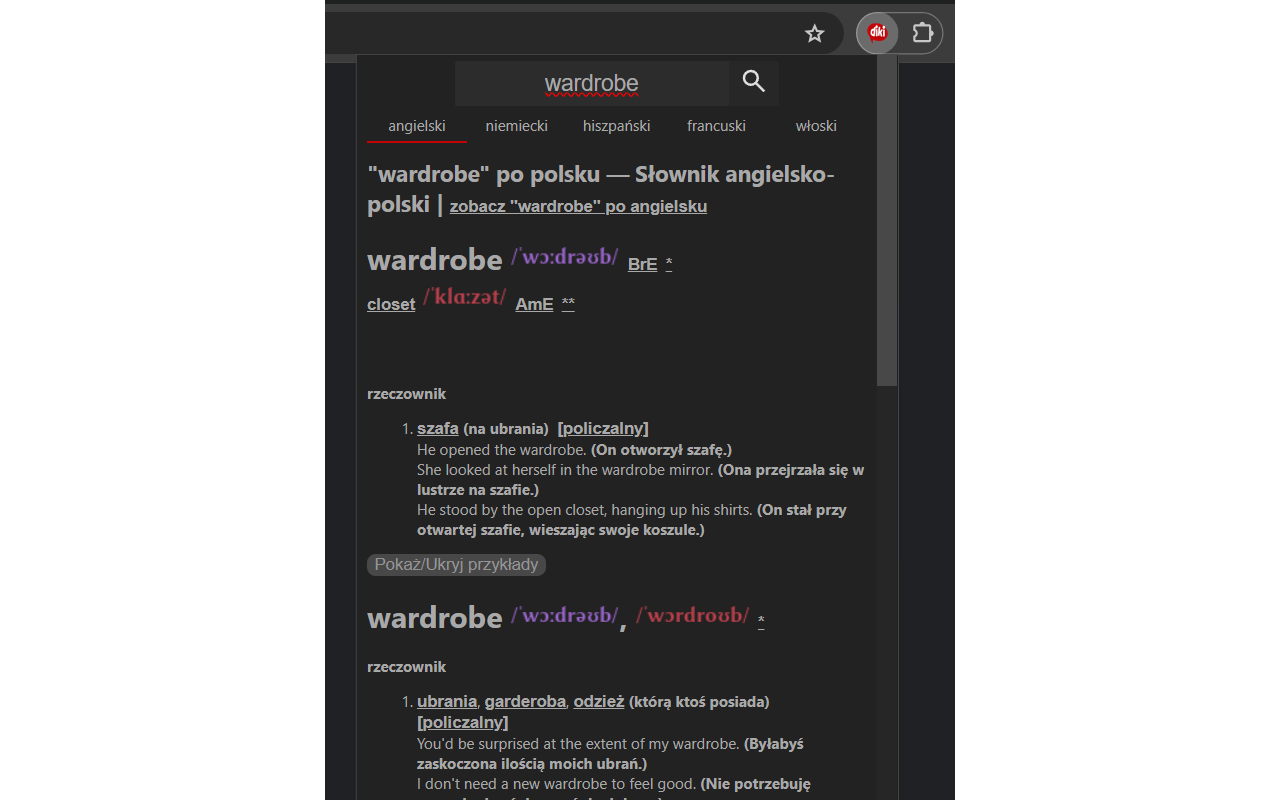 diki
wardrobe
angielski niemiecki hiszpański francuski włoski
"wardrobe" po polsku — Słownik angielsko-
polski | zobacz "wardrobe" po angielsku
wardrobe /ˈwɔːdrəʊb/ BrE *
closet /ˈklɑːzət/ AmE **
rzeczownik
1. szafa (na ubrania) [policzalny]
He opened the wardrobe. (On otworzył szafę.)
She looked at herself in the wardrobe mirror. (Ona przejrzała się w
lustrze na szafie.)
He stood by the open closet, hanging up his shirts. (On stał przy
otwartej szafie, wieszając swoje koszule.)
Pokaż/Ukryj przykłady
wardrobe /ˈwɔːdrəʊb/, /ˈwɔrdroʊb/ *
rzeczownik
1. ubrania, garderoba, odzież (którą ktoś posiada)
[policzalny]
You'd be surprised at the extent of my wardrobe. (Byłabyś
zaskoczona ilością moich ubrań.)
I don't need a new wardrobe to feel good. (Nie potrzebuję